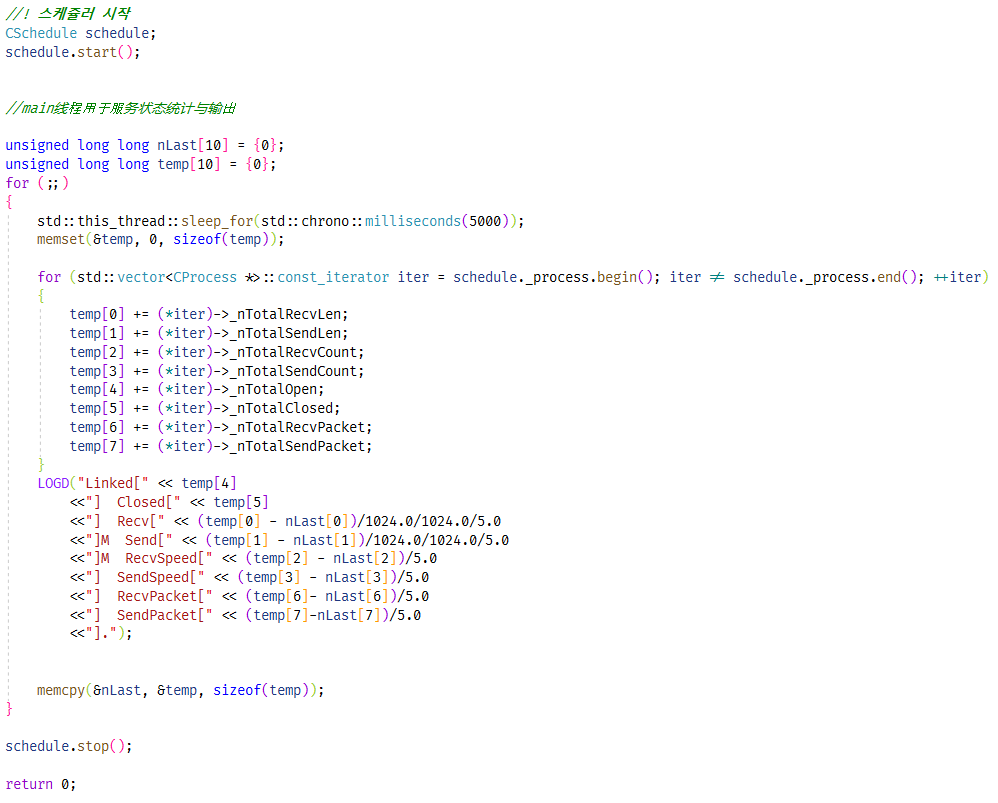 //! 스케쥴러 시작
CSchedule schedule;
schedule.start();
//main线程用于服务状态统计与输出
unsigned long long nLast[10] = {0};
unsigned long long temp[10] = {0};
for (;;)
{
std::this_thread::sleep_for(std::chrono::milliseconds(5000));
memset(&temp, 0, sizeof(temp));
for (std::vector<CProcess *>::const_iterator iter = schedule._process.begin(); iter != schedule._process.end(); ++iter)
{
temp[0] += (*iter)->_nTotalRecvLen;
temp[1] += (*iter)->_nTotalSendLen;
temp[2] += (*iter)->_nTotalRecvCount;
temp[3] += (*iter)->_nTotalSendCount;
temp[4] += (*iter)->_nTotalOpen;
temp[5] += (*iter)->_nTotalClosed;
temp[6] += (*iter)->_nTotalRecvPacket;
temp[7] += (*iter)->_nTotalSendPacket;
}
LOGD("Linked[" << temp[4]
<<"]  Closed[" << temp[5]
<<"]  Recv[" << (temp[0] - nLast[0])/1024.0/1024.0/5.0
<<"]M  Send[" << (temp[1] - nLast[1])/1024.0/1024.0/5.0
<<"]M  RecvSpeed[" << (temp[2] - nLast[2])/5.0
<<"]  SendSpeed[" << (temp[3] - nLast[3])/5.0
<<"]  RecvPacket[" << (temp[6]- nLast[6])/5.0
<<"]  SendPacket[" << (temp[7]-nLast[7])/5.0
<<"].");
memcpy(&nLast, &temp, sizeof(temp));
}
schedule.stop();
return 0;